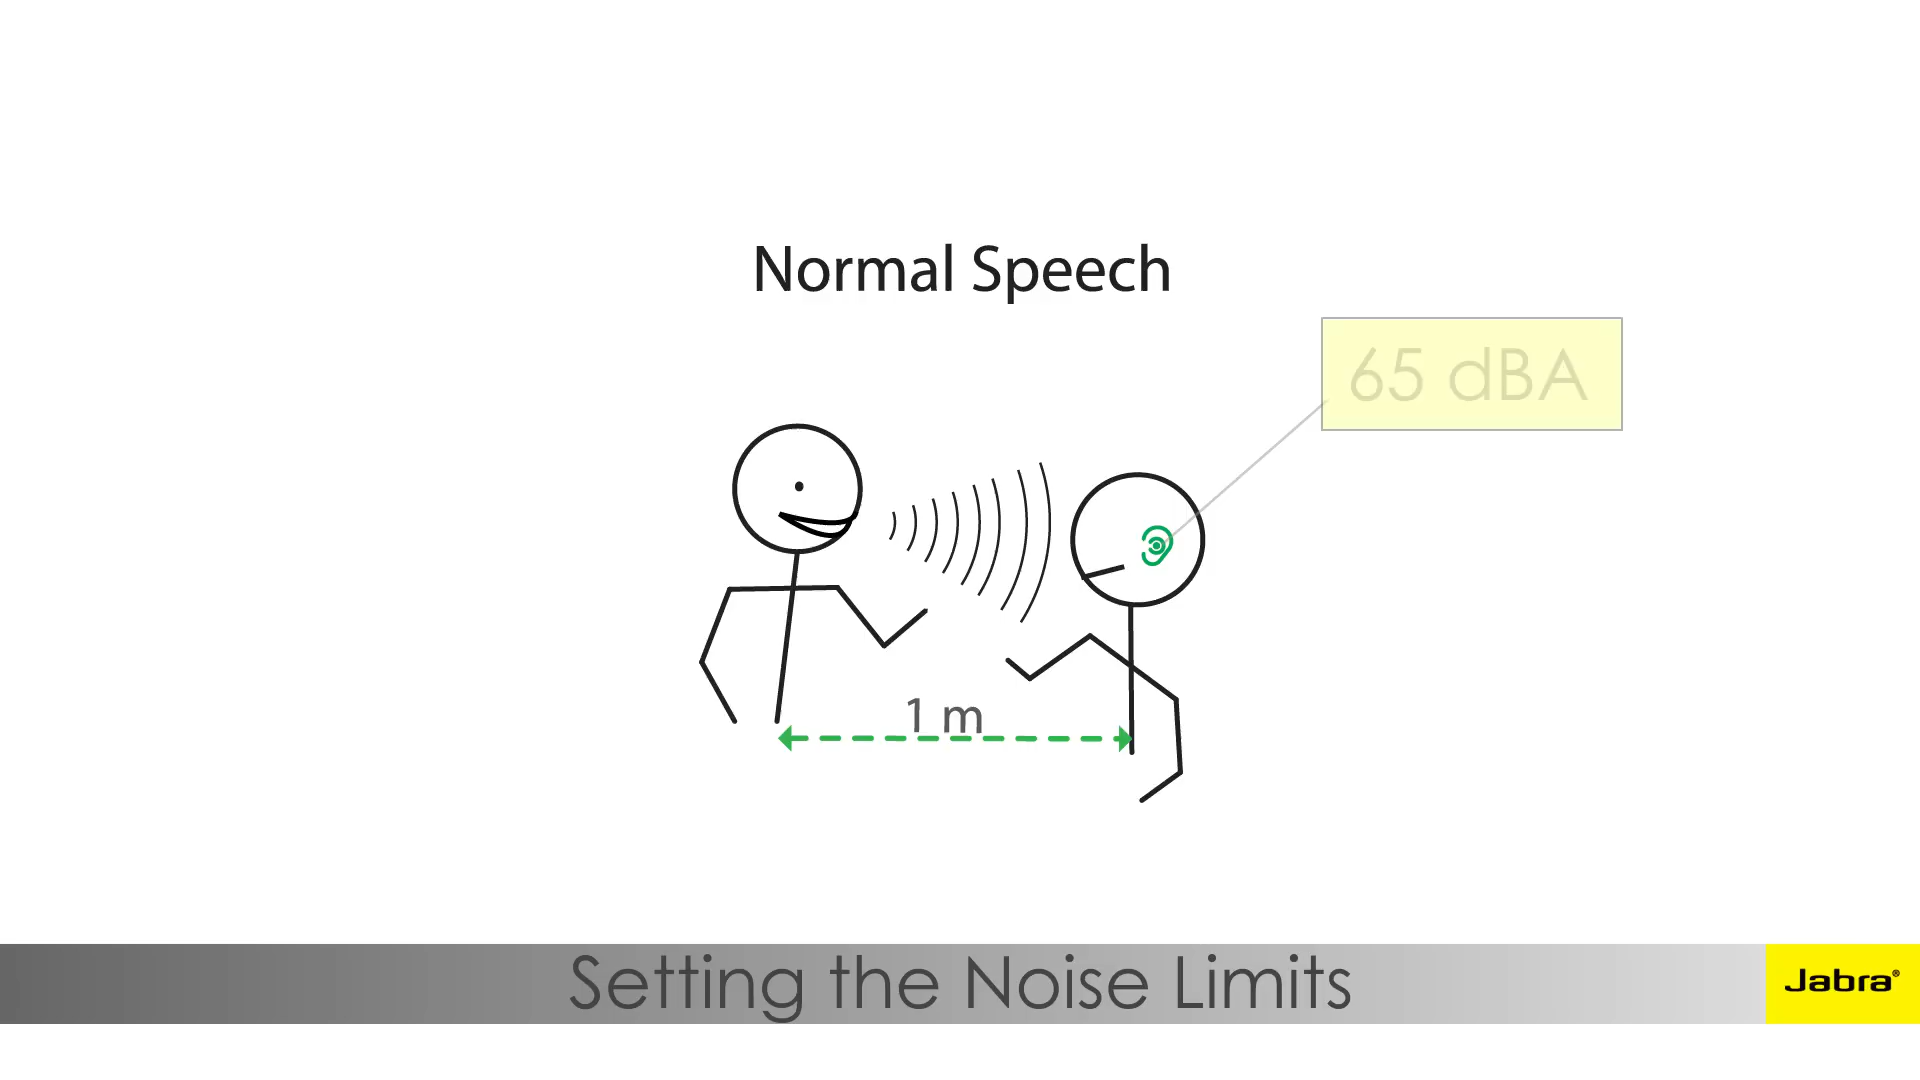 Normal Speech
65 dBA
1 m
Setting the Noise Limits
Jabra®